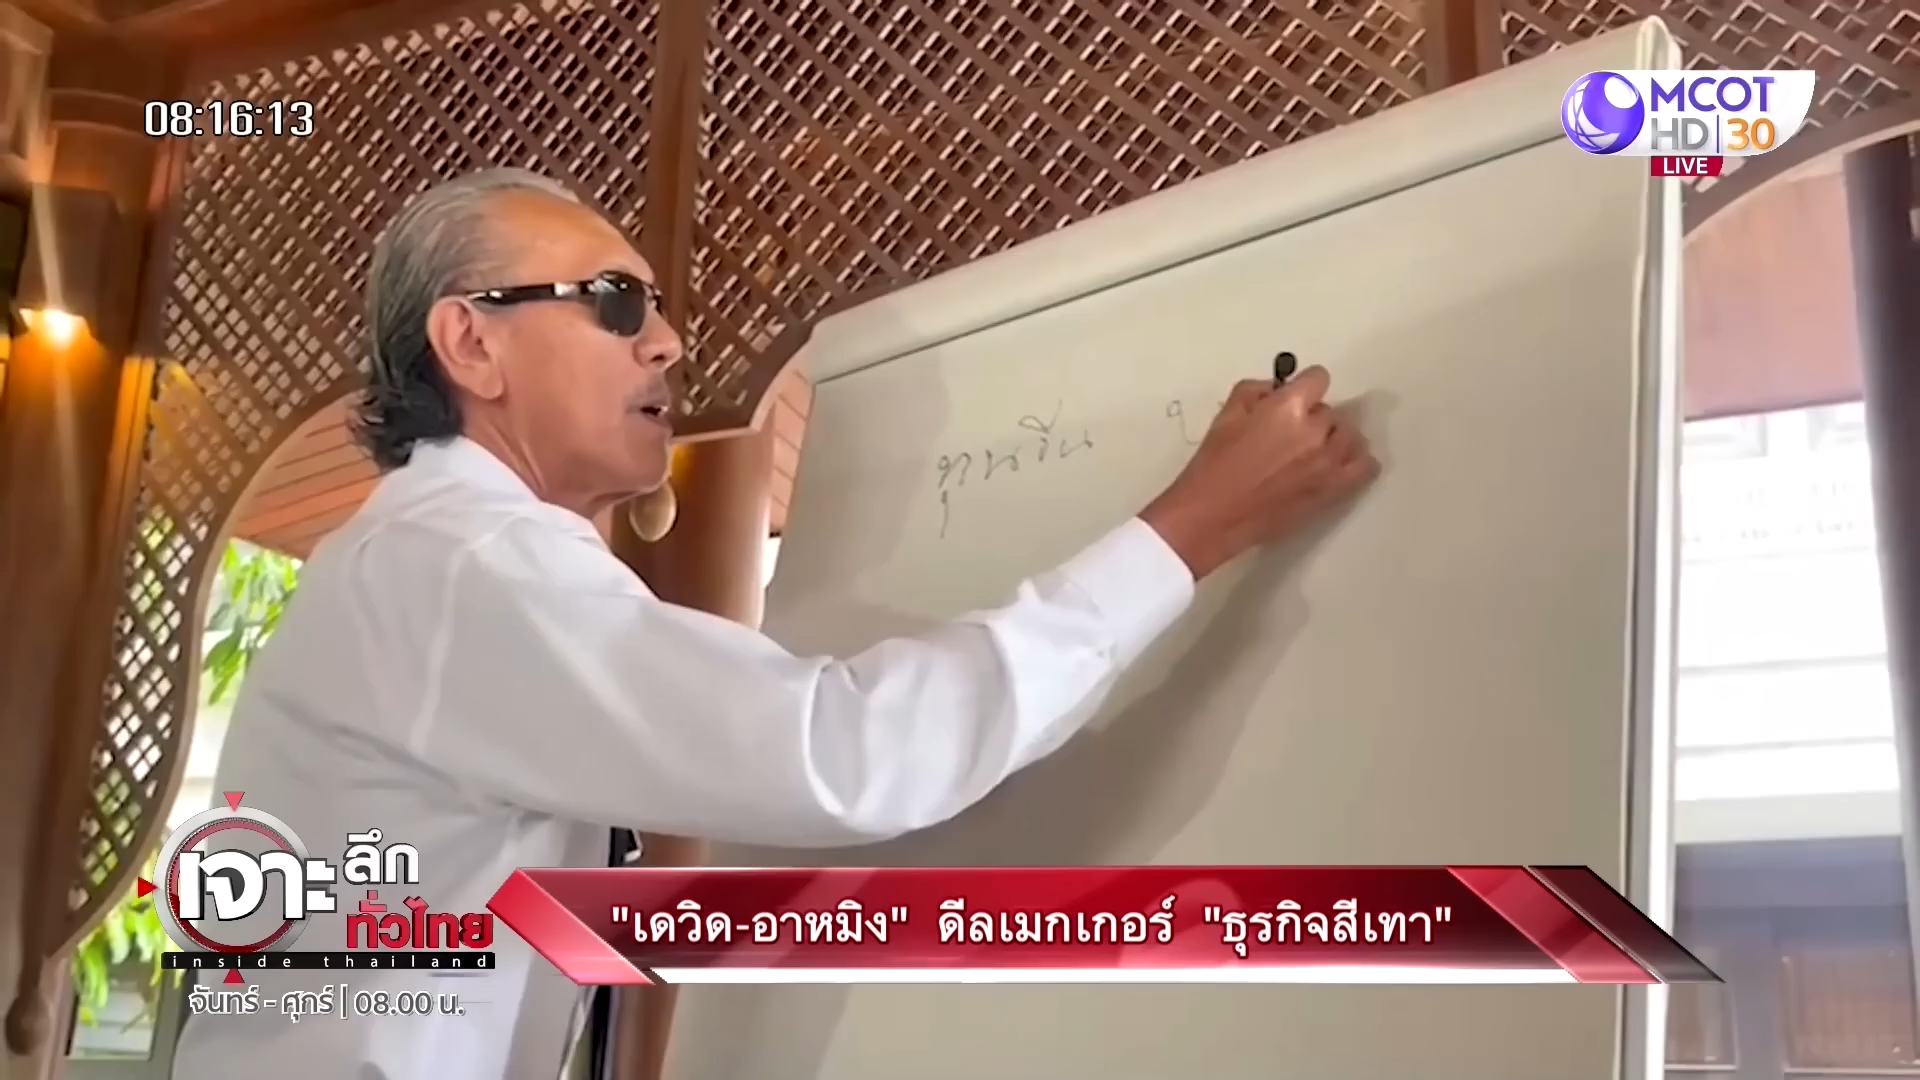 08:16:13
MCOT
HD 30
LIVE
ทุนจีน
เจาะลึก
ทั่วไทย
inside thailand
จันทร์ - ศุกร์ | 08.00 น.
"เดวิด-อาหมิง" ดีลเมกเกอร์ "ธุรกิจสีเทา"